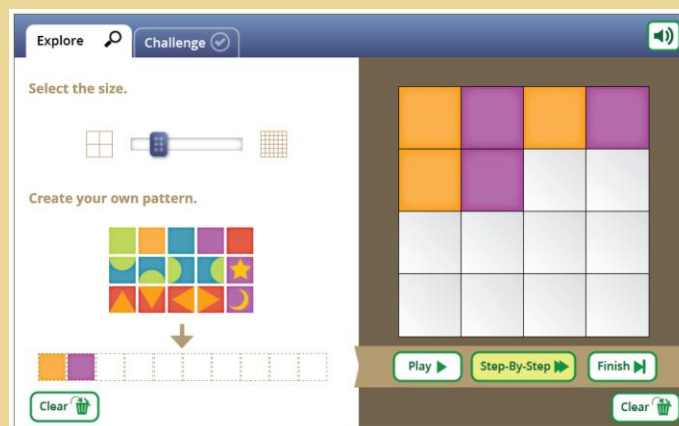 Explore
Challenge
Select the size.
Create your own pattern.
Play
Step-By-Step
Finish
Clear
Clear